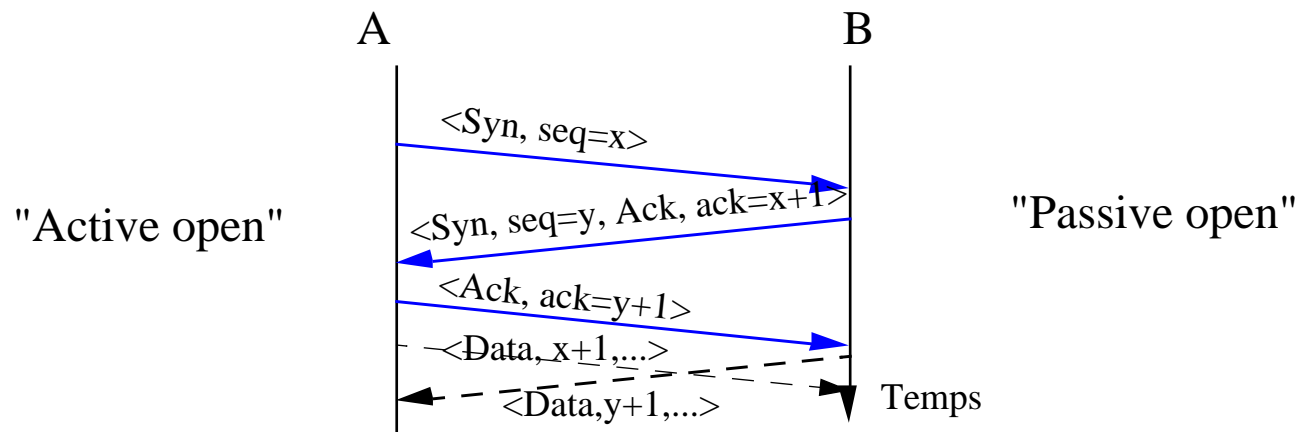 A
B
<Syn, seq=x>
<Syn, seq=y, Ack, ack=x+1>
"Active open"
"Passive open"
<Ack, ack=y+1>
<Data, x+1,...>
<Data,y+1,...>
Temps